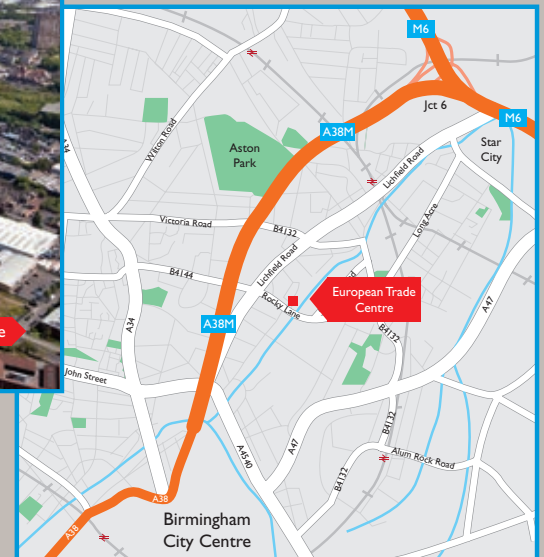 M6
Jct 6
M6
A38M
Star
City
Aston
Park
Wilton Road
A34
Lichfield Road
Long Acre
Victoria Road
B4132
Lichfield Road
B4144
Rocky Lane
European Trade
Centre
A47
A38M
A34
B4132
John Street
A47
B4132
A4540
Alum Rock Road
B4132
A38
A38
Birmingham
City Centre